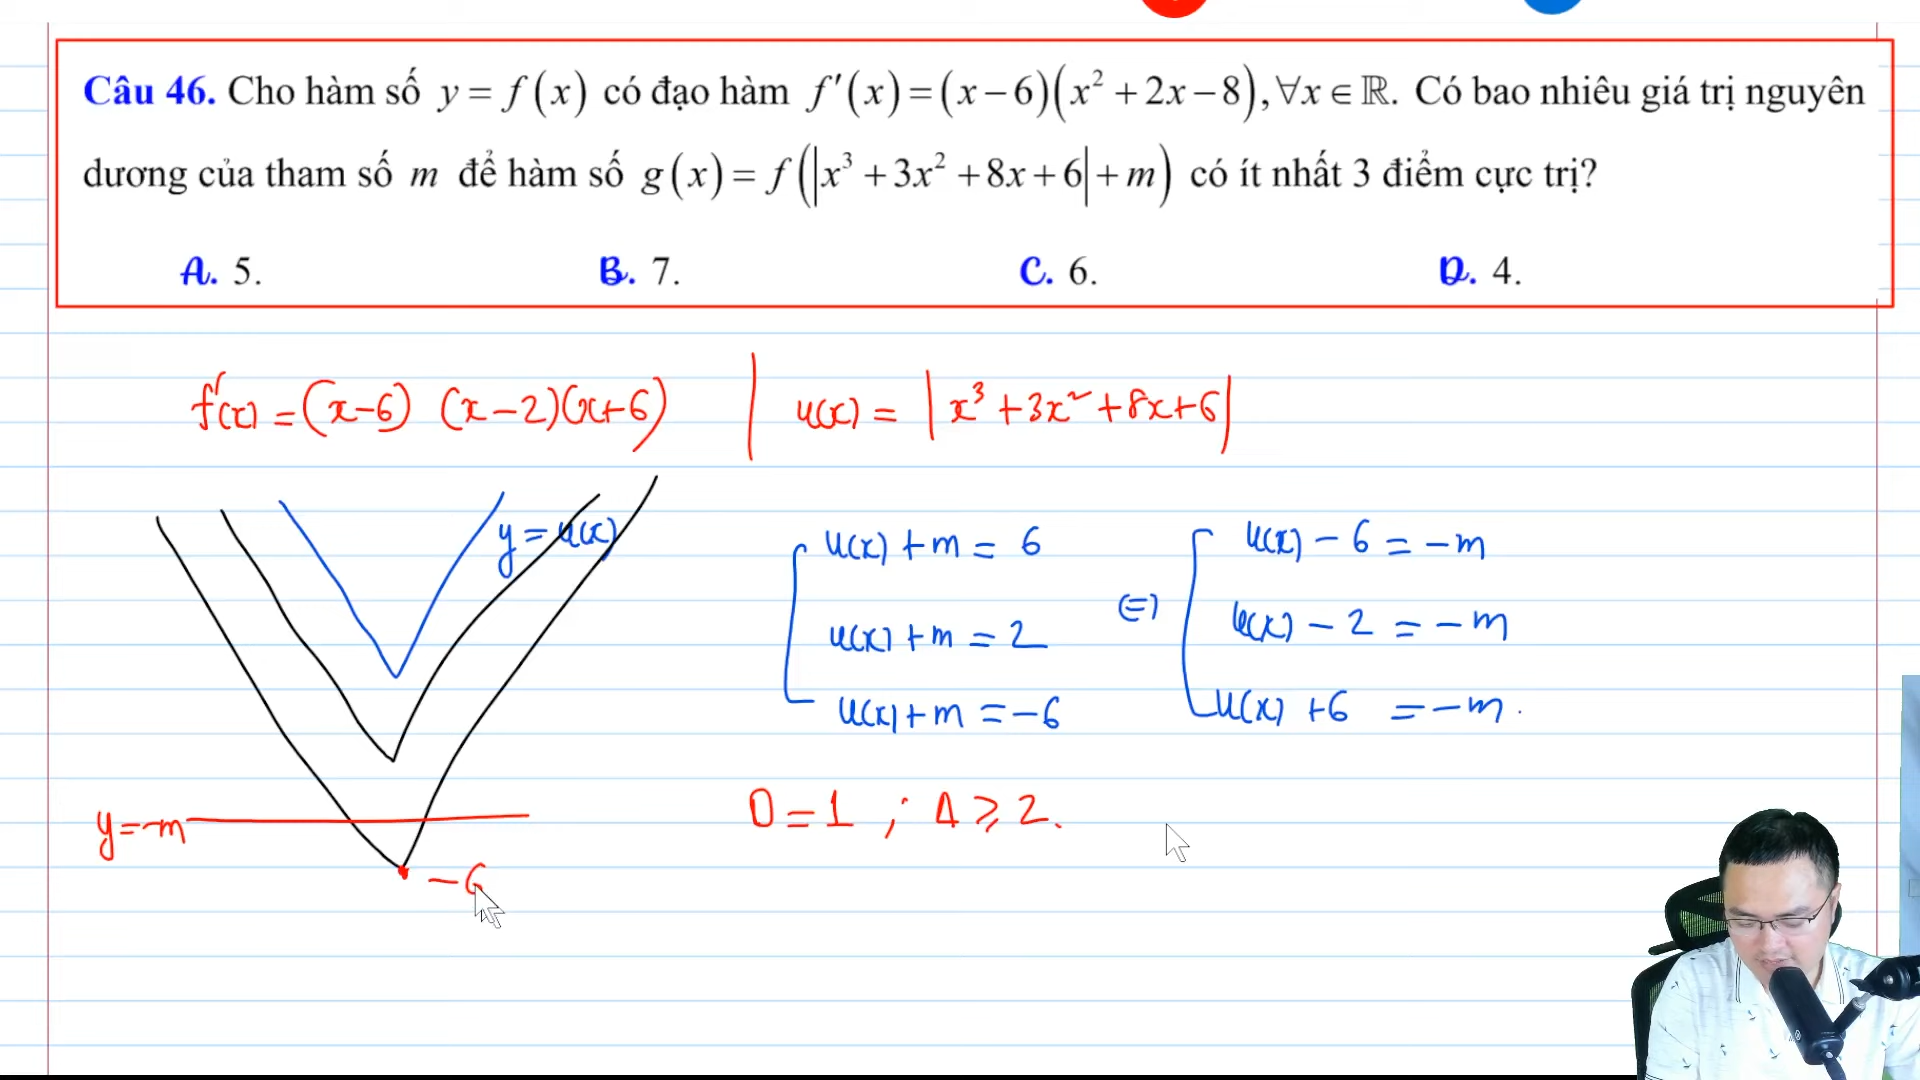 Câu 46. Cho hàm số y = f(x) có đạo hàm f'(x) = (x−6)(x²+2x−8), ∀x∈ℝ. Có bao nhiêu giá trị nguyên
dương của tham số m để hàm số g(x) = f(|x³+3x²+8x+6|+m) có ít nhất 3 điểm cực trị?
A. 5. B. 7. C. 6. D. 4.
f'(x) = (x−6) (x−2)(x+6) u(x) = |x³+3x²+8x+6|
y = u(x)
u(x) + m = 6
u(x) + m = 2
u(x) + m = −6
(=)
u(x) − 6 = −m
u(x) − 2 = −m
u(x) + 6 = −m.
y = −m
−6
D = 1 ; Δ ⩾ 2.